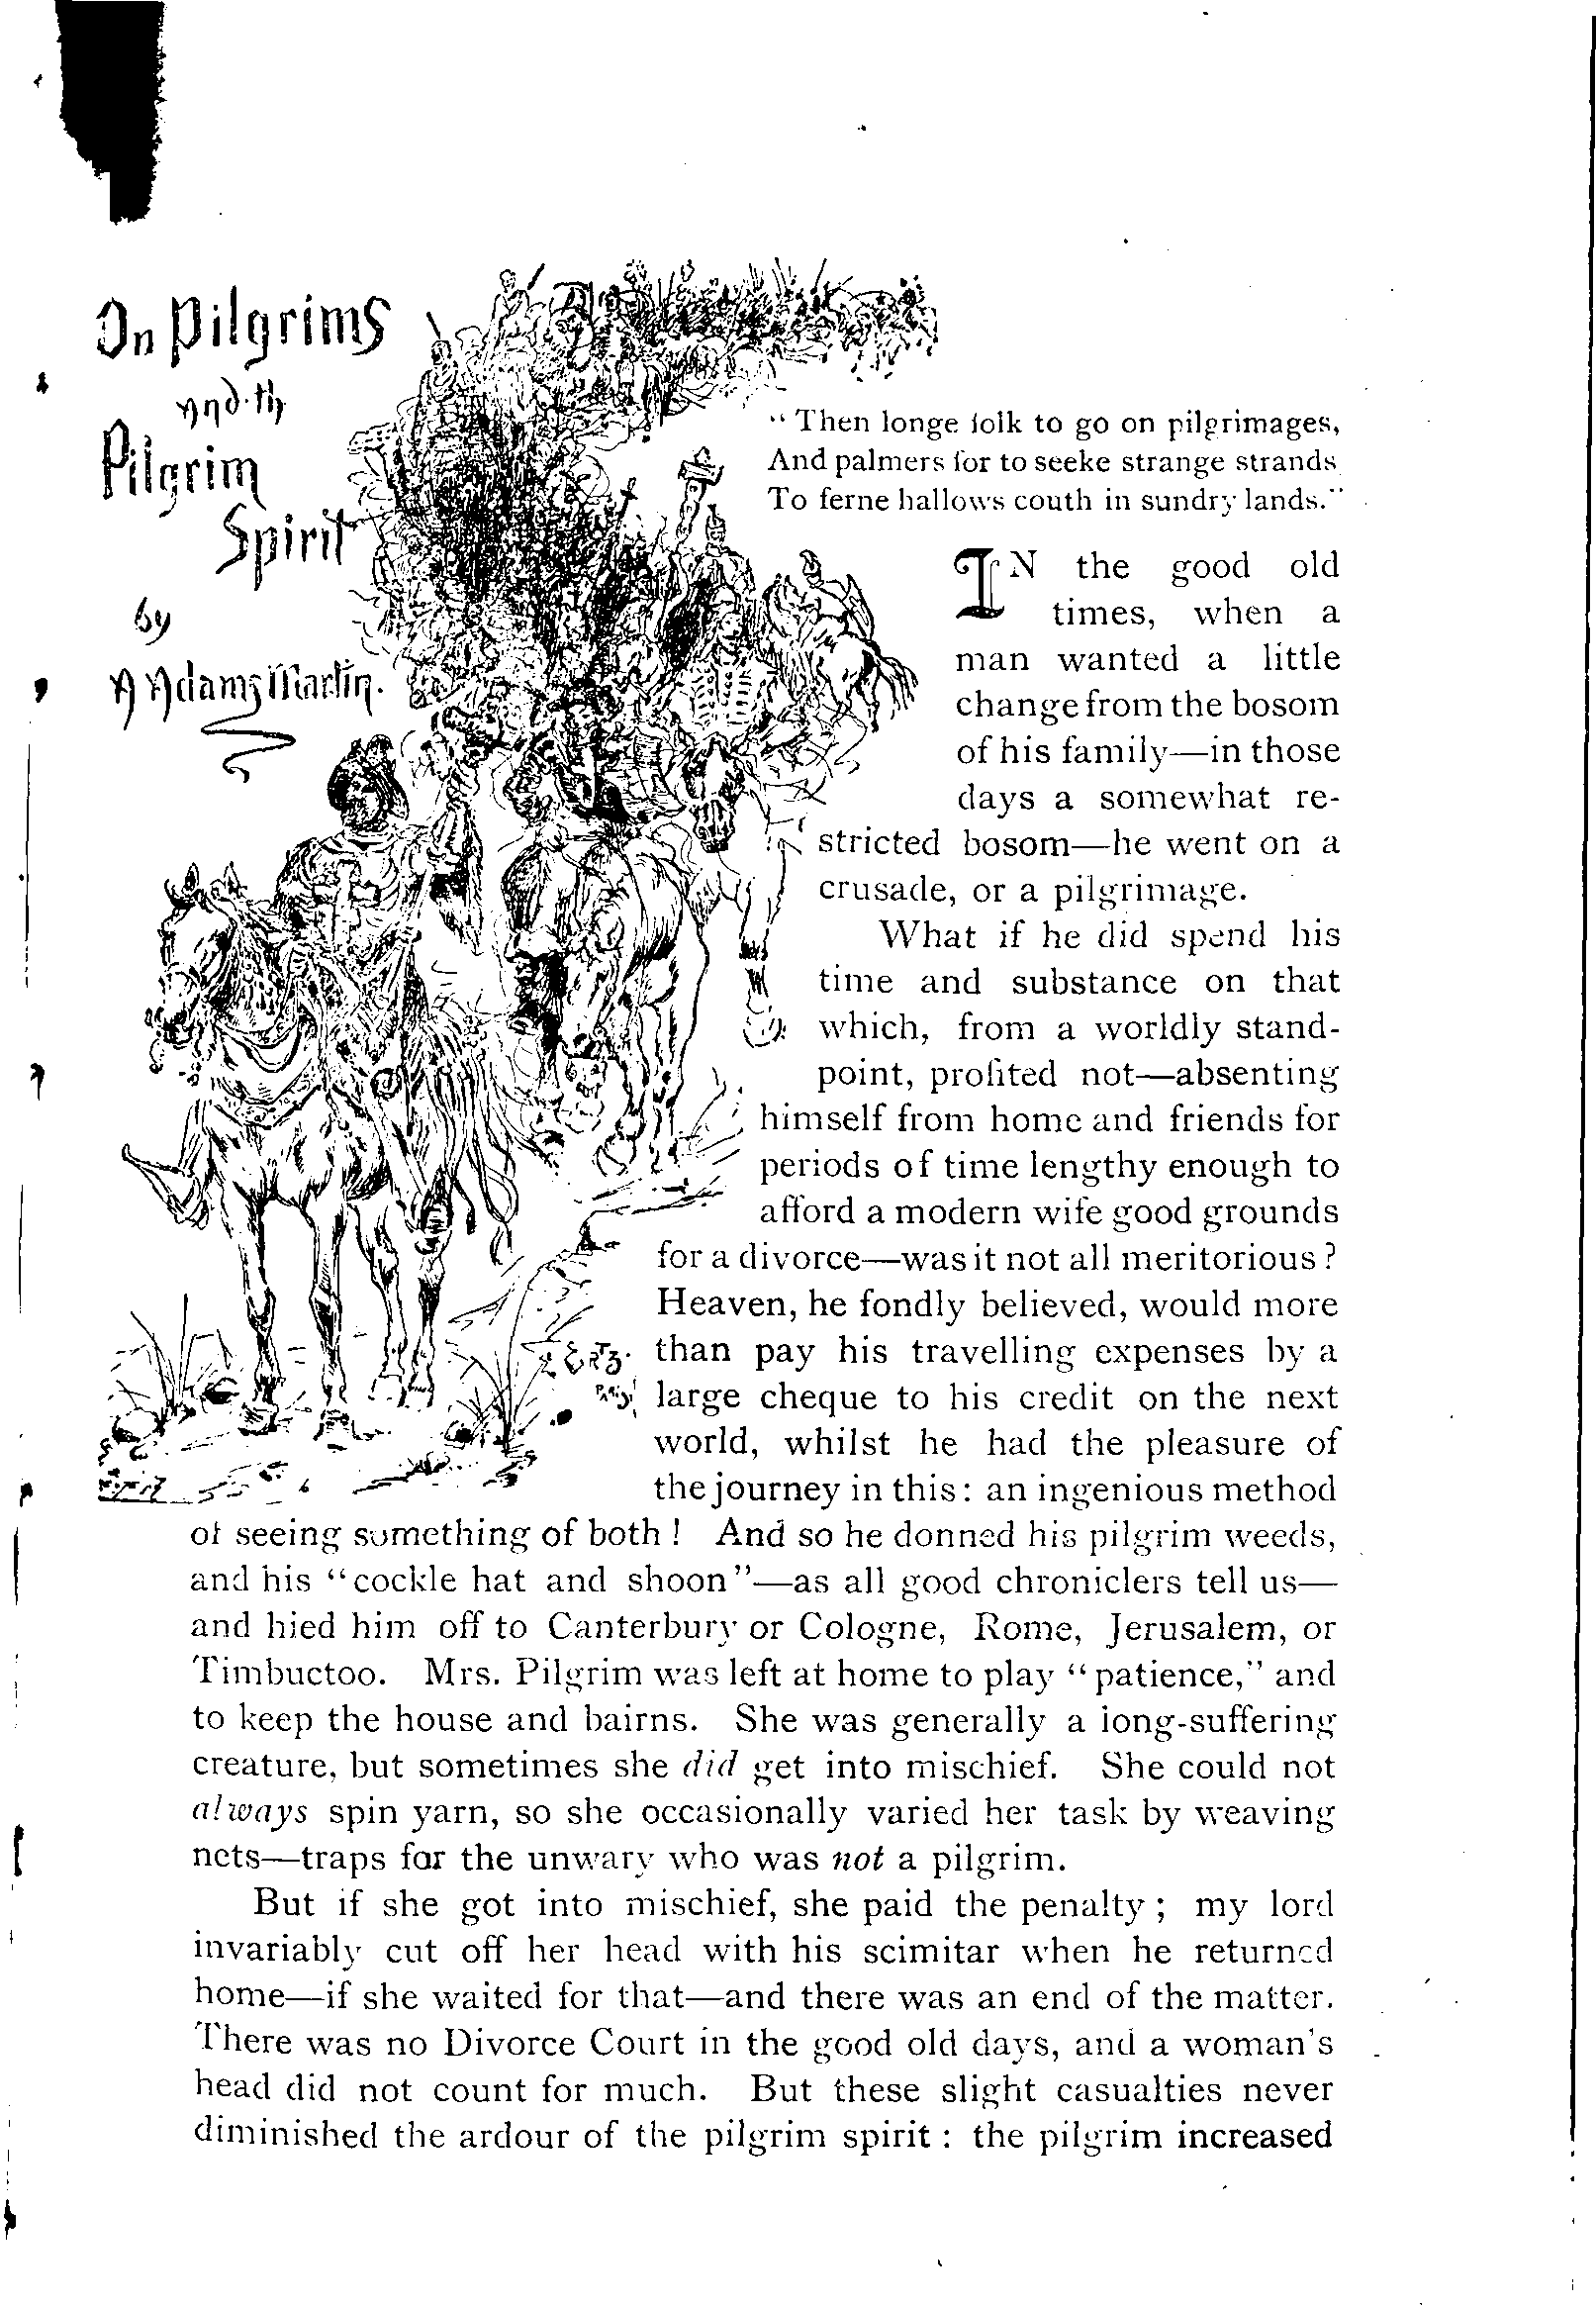 On Pilgrims
And th
Pilgrim
Spirit
by
A Adams Martin.
"Then longe folk to go on pilgrimages,
And palmers for to seeke strange strands
To ferne hallows couth in sundry lands."
IN the good old
times, when a
man wanted a little
change from the bosom
of his family—in those
days a somewhat re-
stricted bosom—he went on a
crusade, or a pilgrimage.
What if he did spend his
time and substance on that
which, from a worldly stand-
point, profited not—absenting
himself from home and friends for
periods of time lengthy enough to
afford a modern wife good grounds
for a divorce—was it not all meritorious?
Heaven, he fondly believed, would more
than pay his travelling expenses by a
large cheque to his credit on the next
world, whilst he had the pleasure of
the journey in this: an ingenious method
of seeing something of both! And so he donned his pilgrim weeds,
and his "cockle hat and shoon"—as all good chroniclers tell us—
and hied him off to Canterbury or Cologne, Rome, Jerusalem, or
Timbuctoo. Mrs. Pilgrim was left at home to play "patience," and
to keep the house and bairns. She was generally a long-suffering
creature, but sometimes she did get into mischief. She could not
always spin yarn, so she occasionally varied her task by weaving
nets—traps for the unwary who was not a pilgrim.
But if she got into mischief, she paid the penalty; my lord
invariably cut off her head with his scimitar when he returned
home—if she waited for that—and there was an end of the matter.
There was no Divorce Court in the good old days, and a woman's
head did not count for much. But these slight casualties never
diminished the ardour of the pilgrim spirit: the pilgrim increased